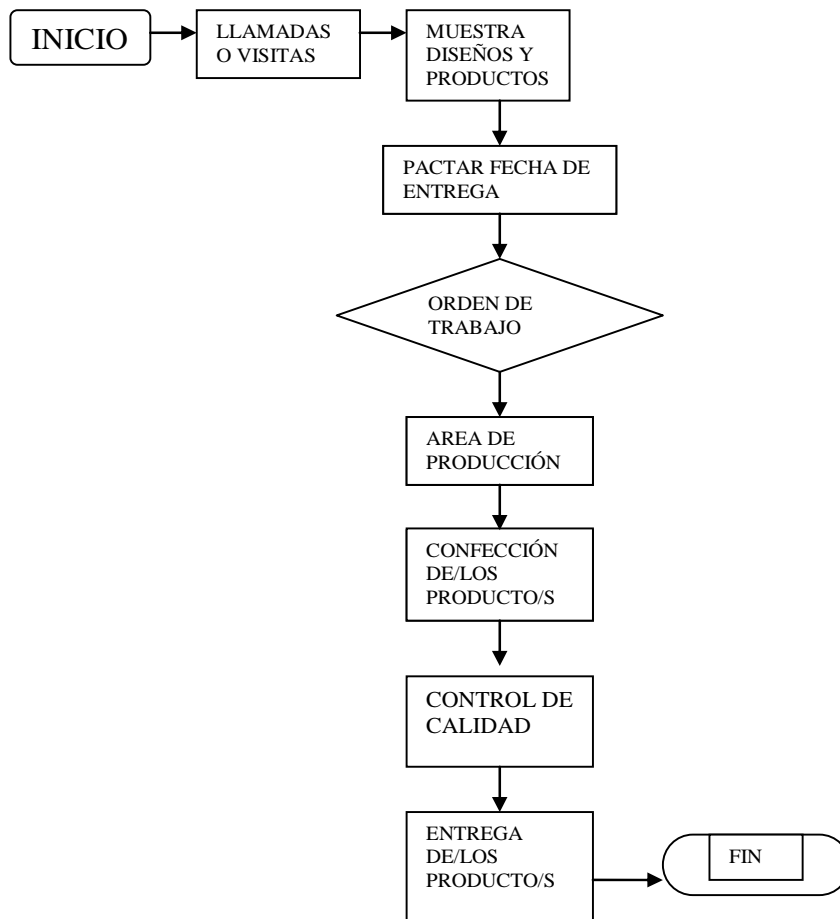 INICIO
LLAMADAS
O VISITAS
MUESTRA
DISEÑOS Y
PRODUCTOS
PACTAR FECHA DE
ENTREGA
ORDEN DE
TRABAJO
AREA DE
PRODUCCIÓN
CONFECCIÓN
DE/LOS
PRODUCTO/S
CONTROL DE
CALIDAD
ENTREGA
DE/LOS
PRODUCTO/S
FIN